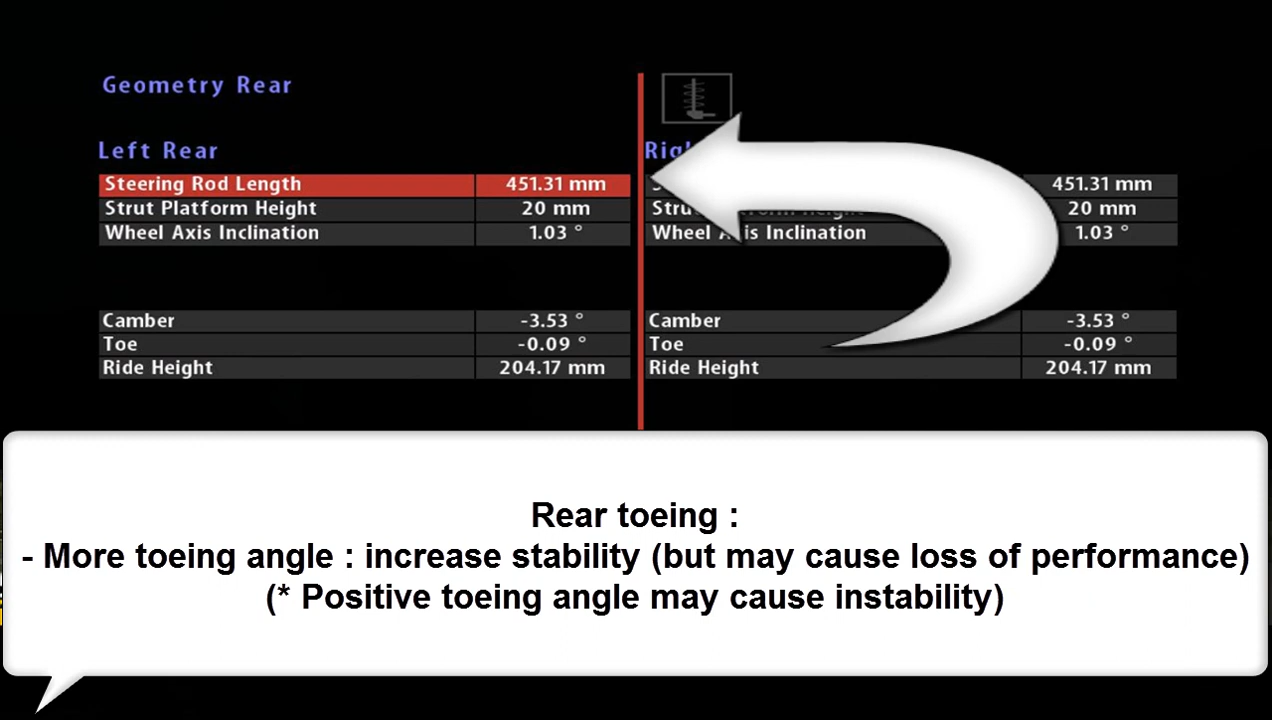 Geometry Rear
Left Rear
Steering Rod Length 451.31 mm 451.31 mm
Strut Platform Height 20 mm 20 mm
Wheel Axis Inclination 1.03 ° Wheel Inclination 1.03 °
Camber -3.53 ° Camber -3.53 °
Toe -0.09 ° Toe -0.09 °
Ride Height 204.17 mm Ride Height 204.17 mm
Rear toeing :
- More toeing angle : increase stability (but may cause loss of performance)
(* Positive toeing angle may cause instability)